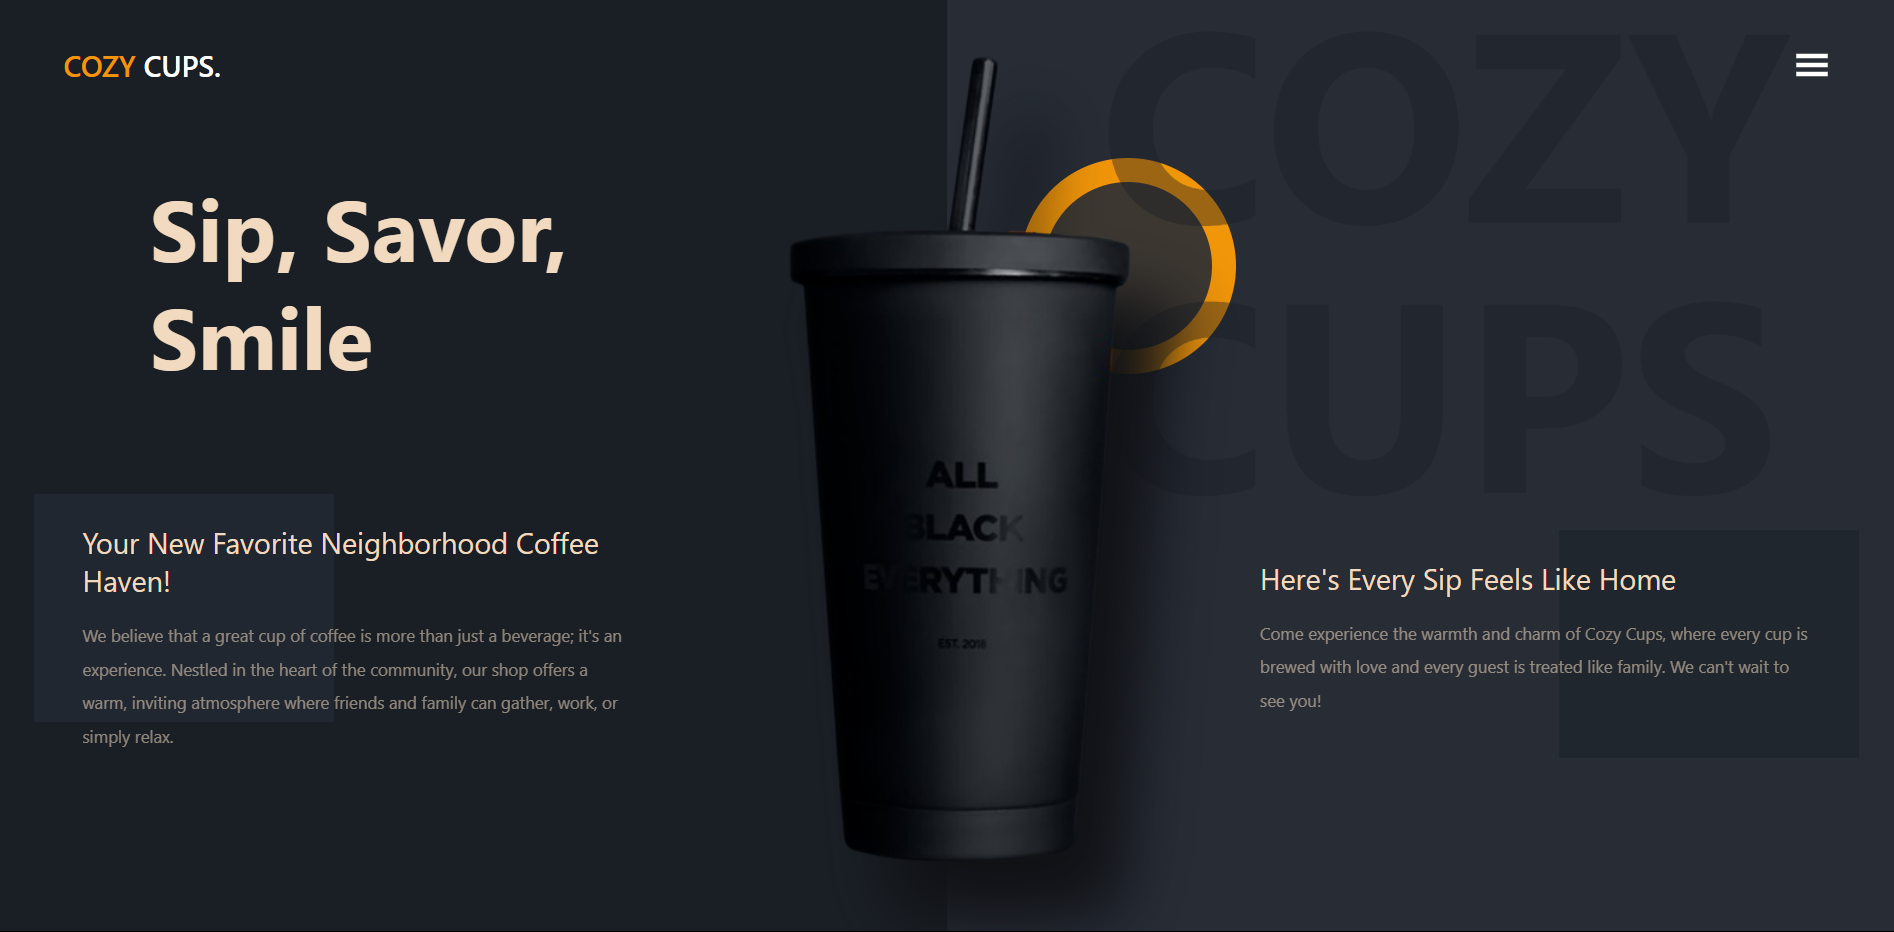 COZY CUPS.
COZY
CUPS
Sip, Savor,
Smile
ALL
BLACK
EVERYTHING
EST. 2018
Your New Favorite Neighborhood Coffee
Haven!
We believe that a great cup of coffee is more than just a beverage; it's an
experience. Nestled in the heart of the community, our shop offers a
warm, inviting atmosphere where friends and family can gather, work, or
simply relax.
Here's Every Sip Feels Like Home
Come experience the warmth and charm of Cozy Cups, where every cup is
brewed with love and every guest is treated like family. We can't wait to
see you!